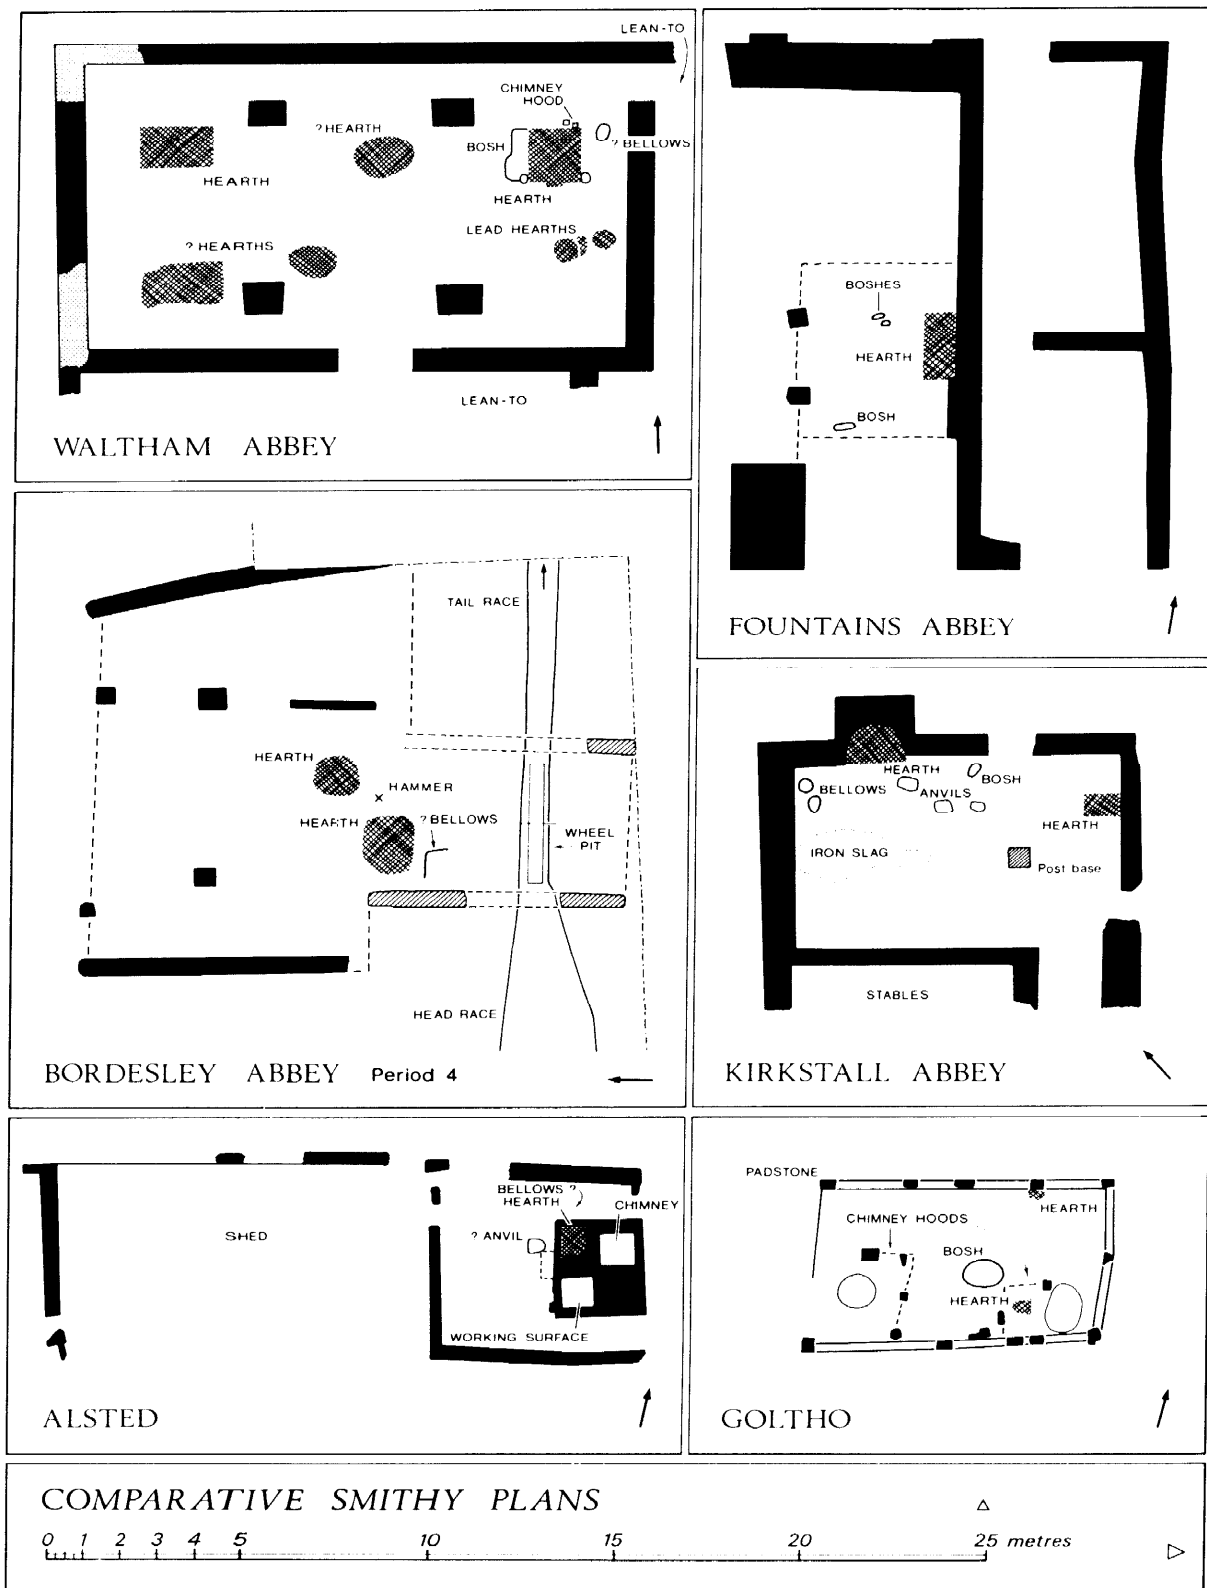 LEAN-TO
CHIMNEY
HOOD
? HEARTH
BOSH
? BELLOWS
HEARTH
HEARTH
LEAD HEARTHS
? HEARTHS
LEAN-TO
WALTHAM ABBEY
BOSHES
HEARTH
BOSH
FOUNTAINS ABBEY
TAIL RACE
HEARTH
HAMMER
HEARTH
? BELLOWS
WHEEL
PIT
HEAD RACE
BORDESLEY ABBEY Period 4
HEARTH
BOSH
BELLOWS
ANVILS
HEARTH
IRON SLAG
Post base
STABLES
KIRKSTALL ABBEY
BELLOWS ?
HEARTH
CHIMNEY
SHED
? ANVIL
WORKING SURFACE
ALSTED
PADSTONE
HEARTH
CHIMNEY HOODS
BOSH
HEARTH
GOLTHO
COMPARATIVE SMITHY PLANS
0 1 2 3 4 5 10 15 20 25 metres